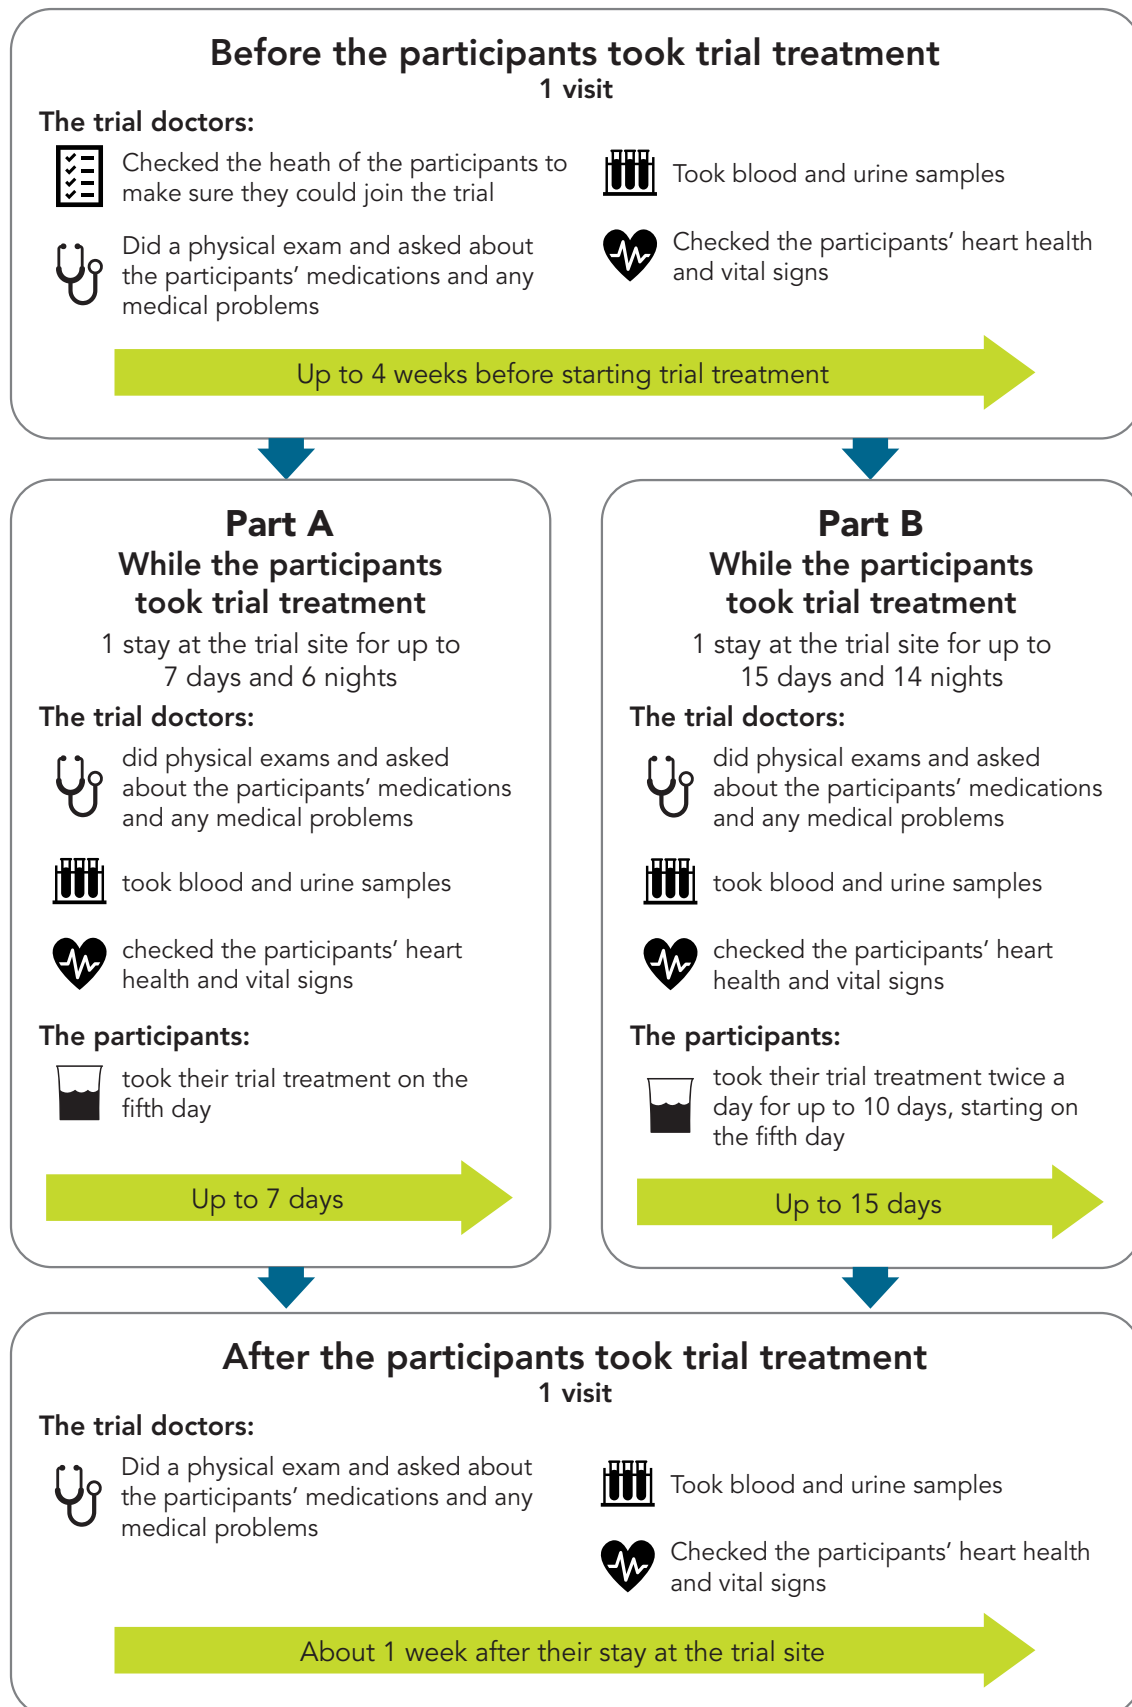 Before the participants took trial treatment
1 visit
The trial doctors:
Checked the heath of the participants to
make sure they could join the trial
Did a physical exam and asked about
the participants’ medications and any
medical problems
Took blood and urine samples
Checked the participants’ heart health
and vital signs
Up to 4 weeks before starting trial treatment
Part A
While the participants
took trial treatment
1 stay at the trial site for up to
7 days and 6 nights
The trial doctors:
did physical exams and asked
about the participants’ medications
and any medical problems
took blood and urine samples
checked the participants’ heart
health and vital signs
The participants:
took their trial treatment on the
fifth day
Up to 7 days
Part B
While the participants
took trial treatment
1 stay at the trial site for up to
15 days and 14 nights
The trial doctors:
did physical exams and asked
about the participants’ medications
and any medical problems
took blood and urine samples
checked the participants’ heart
health and vital signs
The participants:
took their trial treatment twice a
day for up to 10 days, starting on
the fifth day
Up to 15 days
After the participants took trial treatment
1 visit
The trial doctors:
Did a physical exam and asked about
the participants’ medications and any
medical problems
Took blood and urine samples
Checked the participants’ heart health
and vital signs
About 1 week after their stay at the trial site